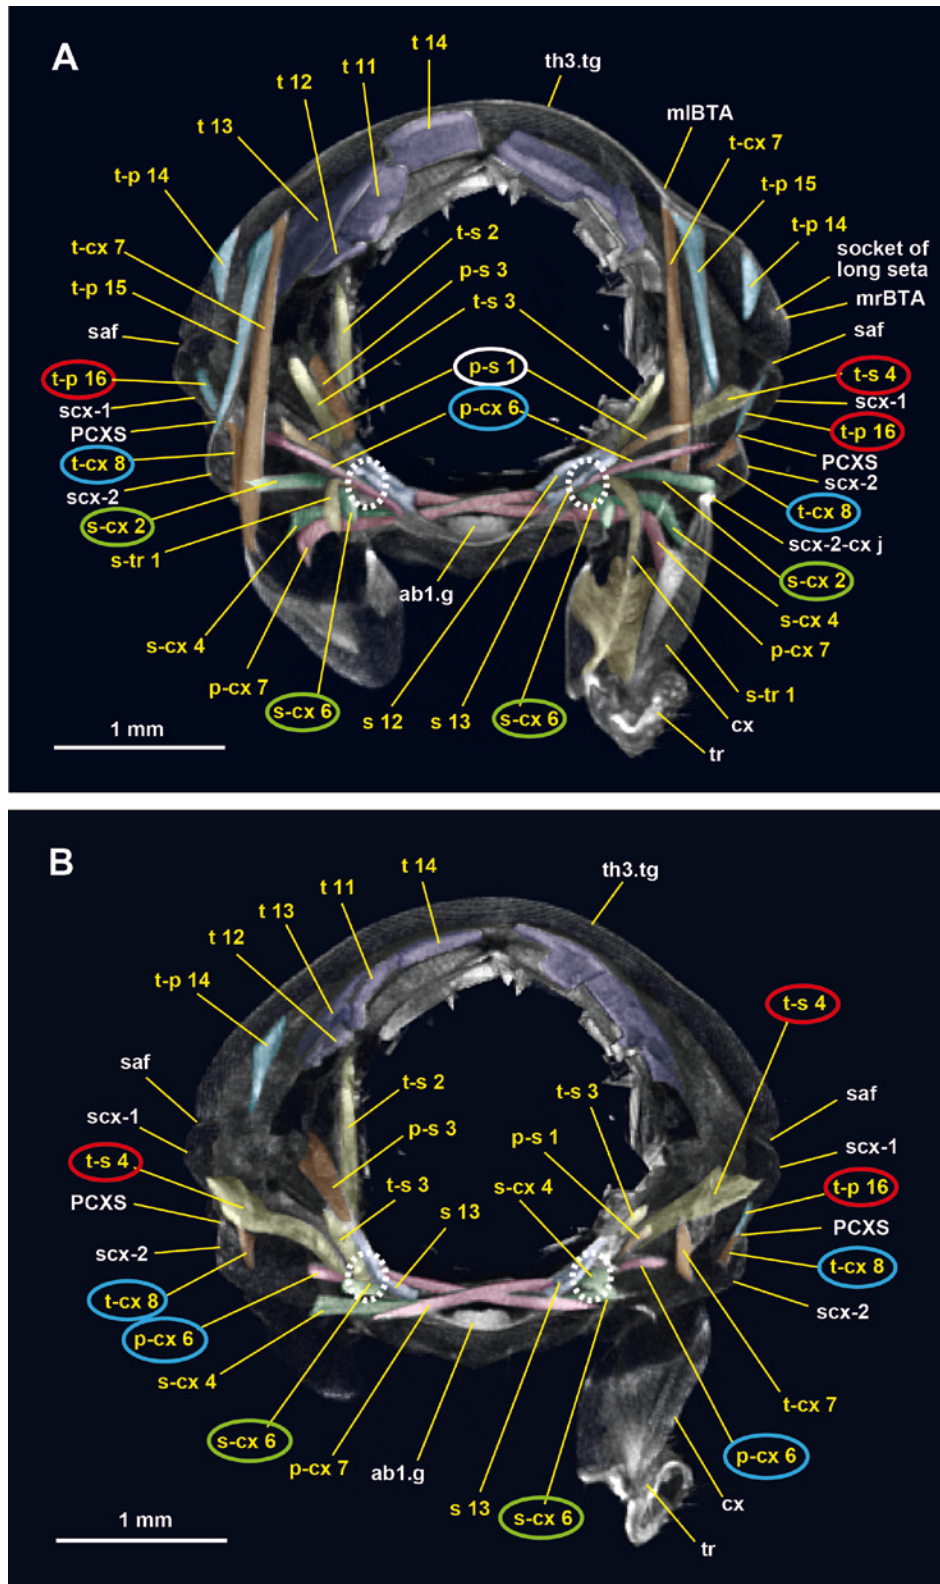 A
t 14
th3.tg
t 11
t 12
mlBTA
t 13
t-cx 7
t-p 14
t-p 15
t-s 2
t-p 14
t-cx 7
p-s 3
socket of
long seta
t-p 15
t-s 3
mrBTA
saf
saf
t-p 16
p-s 1
t-s 4
scx-1
scx-1
p-cx 6
t-p 16
PCXS
PCXS
t-cx 8
scx-2
scx-2
t-cx 8
s-cx 2
scx-2-cx j
s-tr 1
s-cx 2
ab1.g
s-cx 4
s-cx 4
p-cx 7
p-cx 7
s-tr 1
s-cx 6
s 12
s 13
s-cx 6
cx
1 mm
tr
B
th3.tg
t 14
t 11
t 13
t 12
t-p 14
t-s 4
saf
t-s 2
t-s 3
saf
scx-1
p-s 3
p-s 1
scx-1
t-s 4
t-s 3
s-cx 4
t-p 16
PCXS
s 13
PCXS
scx-2
t-cx 8
t-cx 8
scx-2
p-cx 6
s-cx 4
t-cx 7
s-cx 6
p-cx 7
ab1.g
p-cx 6
s 13
s-cx 6
cx
1 mm
tr